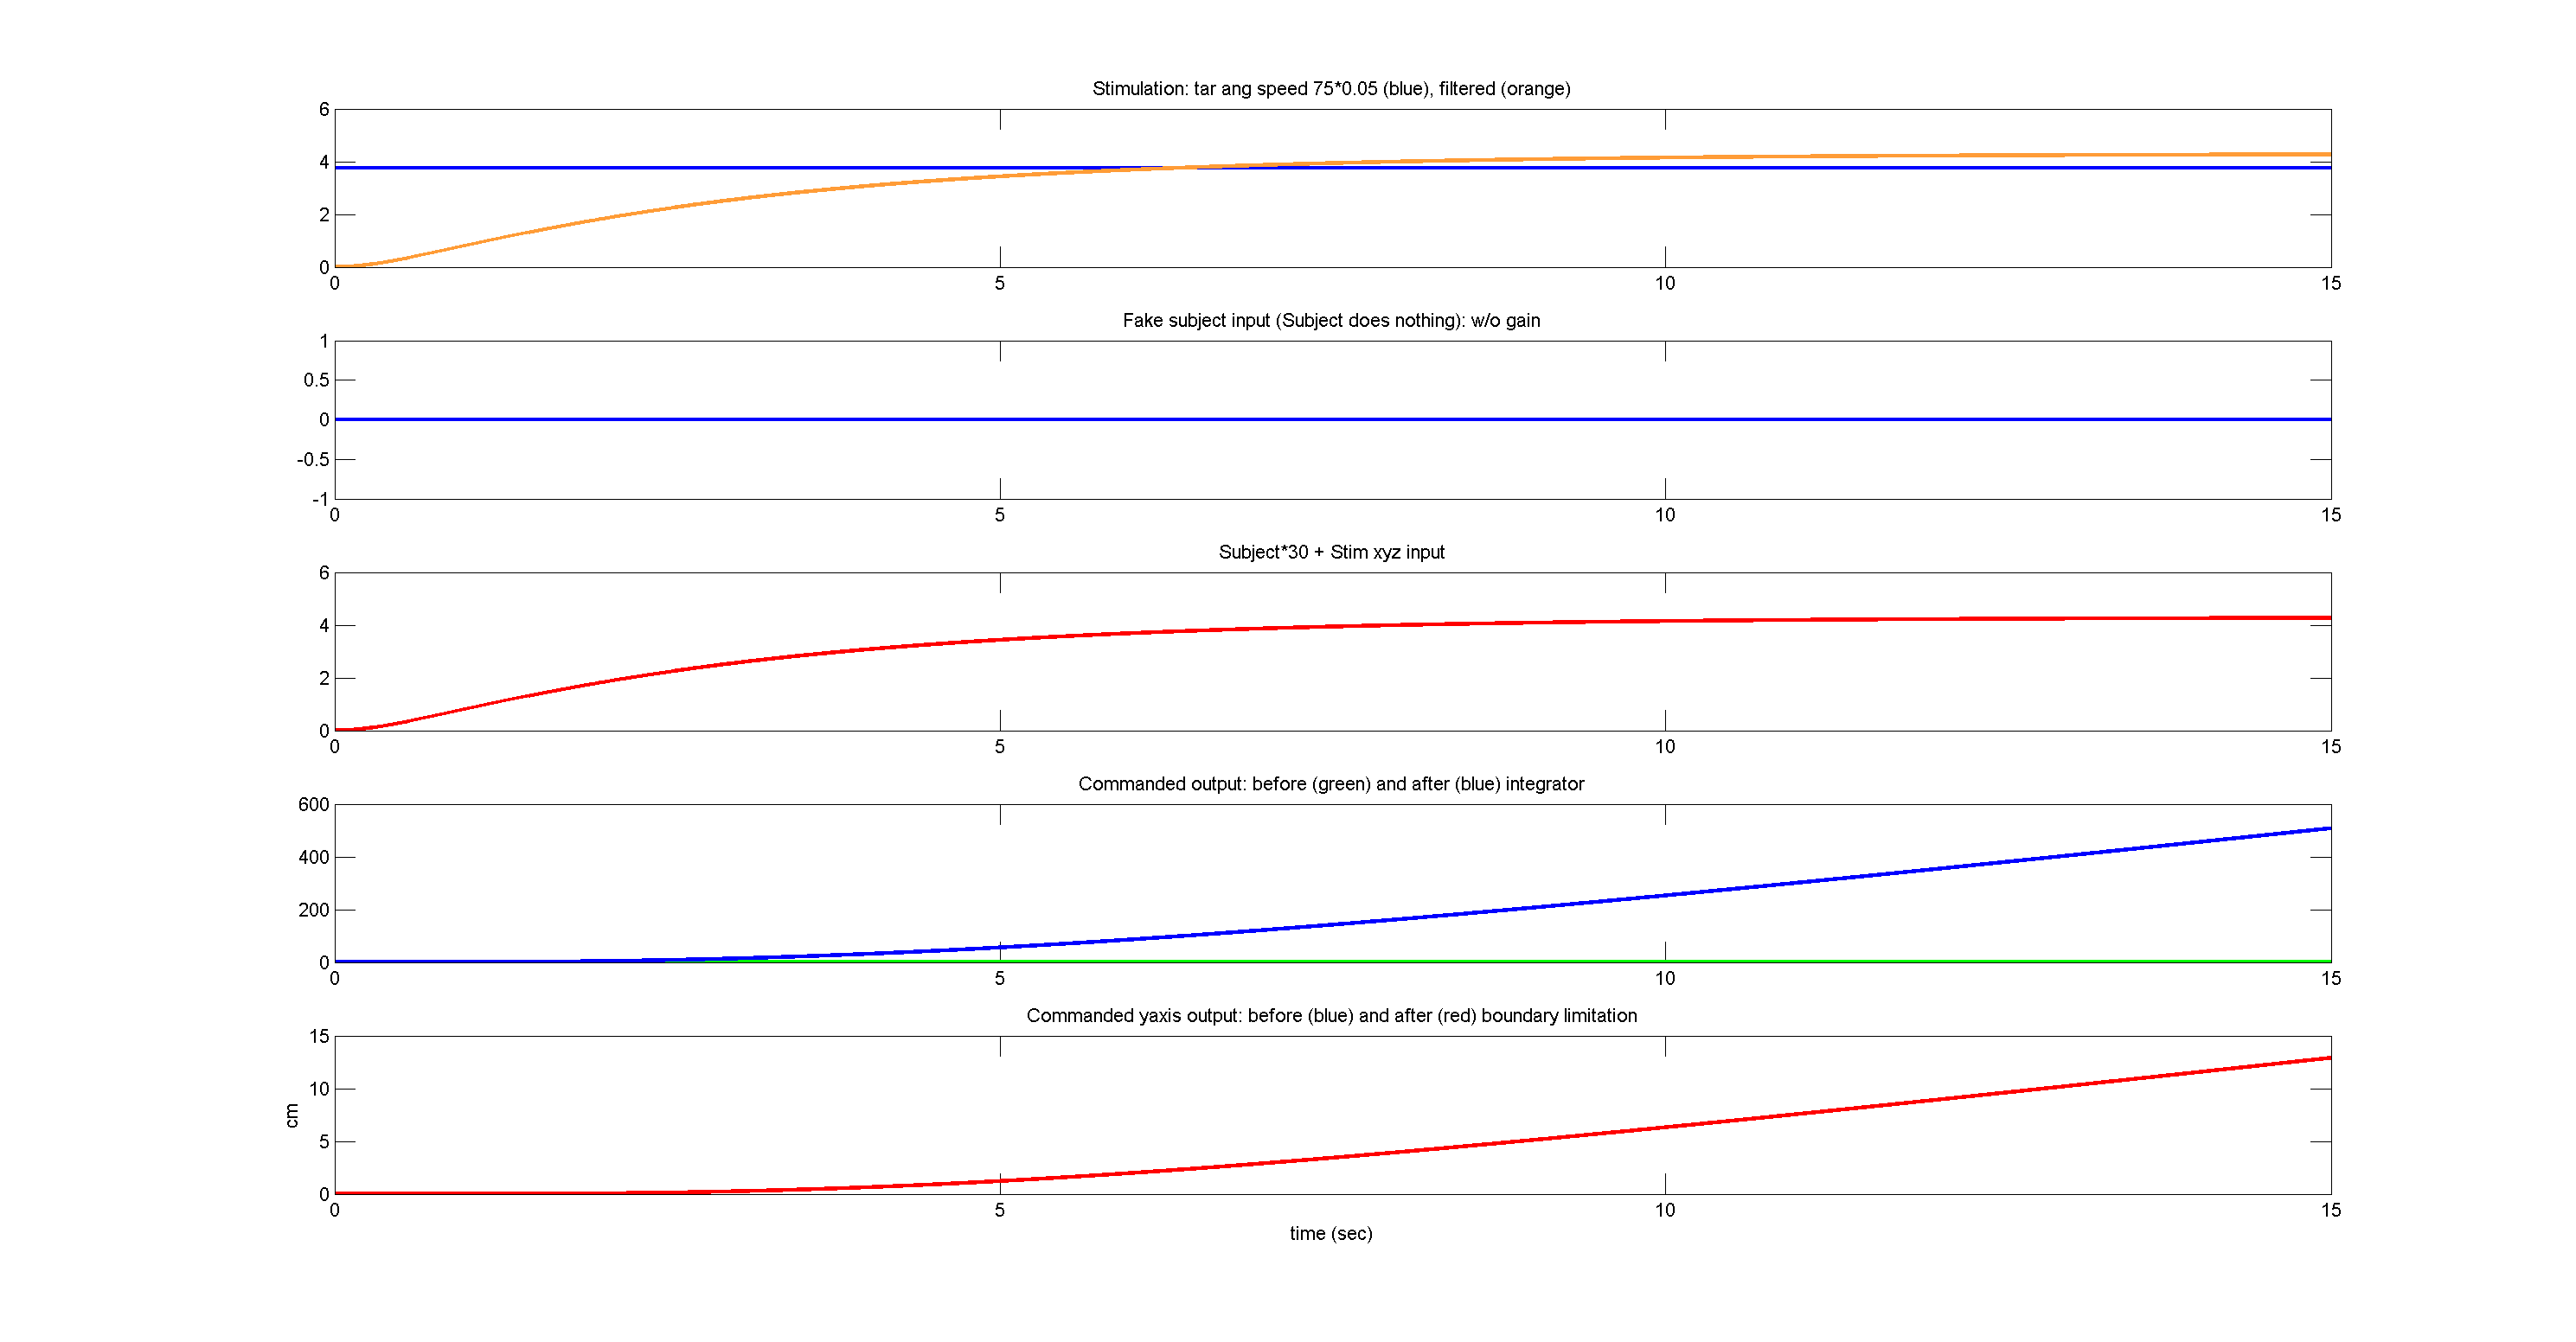 Stimulation: tar ang speed 75*0.05 (blue), filtered (orange)
6
4
2
0
0 5 10 15
Fake subject input (Subject does nothing): w/o gain
1
0.5
0
-0.5
-1
0 5 10 15
Subject*30 + Stim xyz input
6
4
2
0
0 5 10 15
Commanded output: before (green) and after (blue) integrator
600
400
200
0
0 5 10 15
Commanded yaxis output: before (blue) and after (red) boundary limitation
15
10
5
0
cm
0 5 10 15
time (sec)